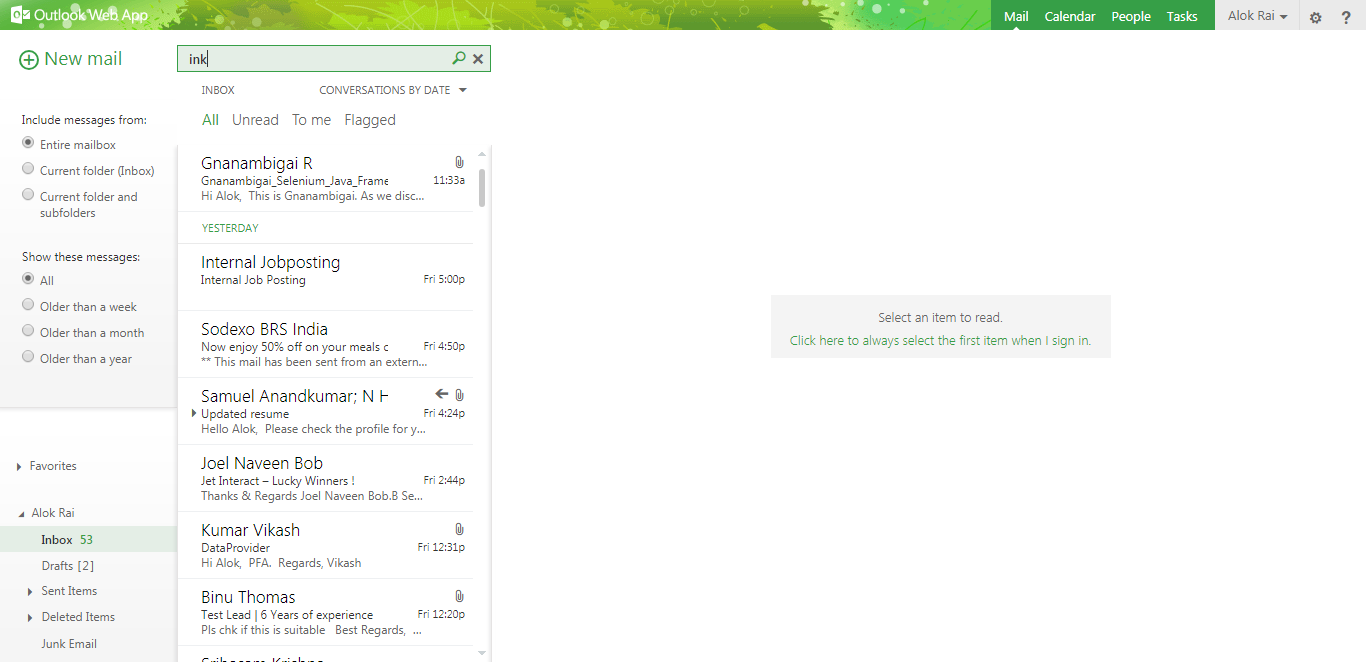 Outlook Web App
Mail Calendar People Tasks Alok Rai ?
New mail
ink
INBOX CONVERSATIONS BY DATE
All Unread To me Flagged
Include messages from:
Entire mailbox
Current folder (Inbox)
Current folder and
subfolders
Show these messages:
All
Older than a week
Older than a month
Older than a year
Favorites
Alok Rai
Inbox 53
Drafts [2]
Sent Items
Deleted Items
Junk Email
Gnanambigai R
Gnanambigai_Selenium_Java_Frame 11:33a
Hi Alok, This is Gnanambigai. As we disc...
YESTERDAY
Internal Jobposting
Internal Job Posting Fri 5:00p
Sodexo BRS India
Now enjoy 50% off on your meals c Fri 4:50p
** This mail has been sent from an extern...
Samuel Anandkumar; N H
Updated resume Fri 4:24p
Hello Alok, Please check the profile for y...
Joel Naveen Bob
Jet Interact – Lucky Winners ! Fri 2:44p
Thanks & Regards Joel Naveen Bob.B Se...
Kumar Vikash
DataProvider Fri 12:31p
Hi Alok, PFA. Regards, Vikash
Binu Thomas
Test Lead | 6 Years of experience Fri 12:20p
Pls chk if this is suitable Best Regards, ...
Select an item to read.
Click here to always select the first item when I sign in.